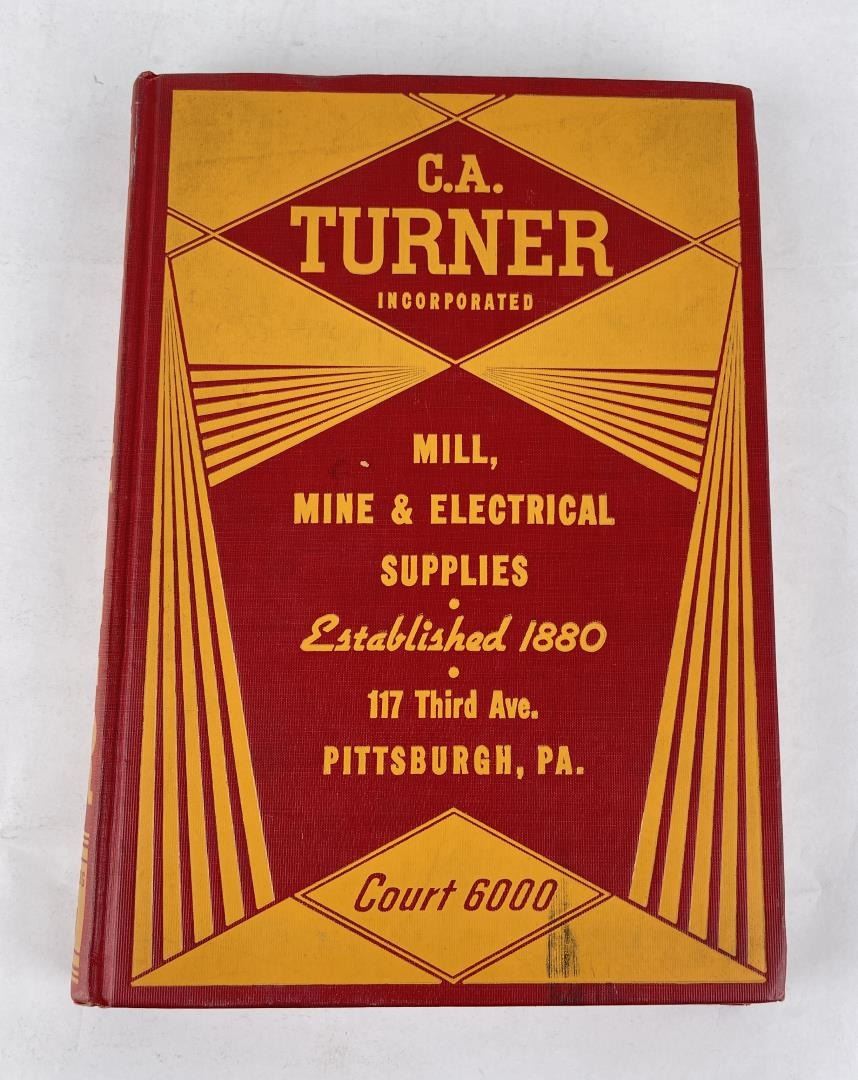 C.A.
TURNER
INCORPORATED
MILL,
MINE & ELECTRICAL
SUPPLIES
Established 1880
117 Third Ave.
PITTSBURGH, PA.
Court 6000